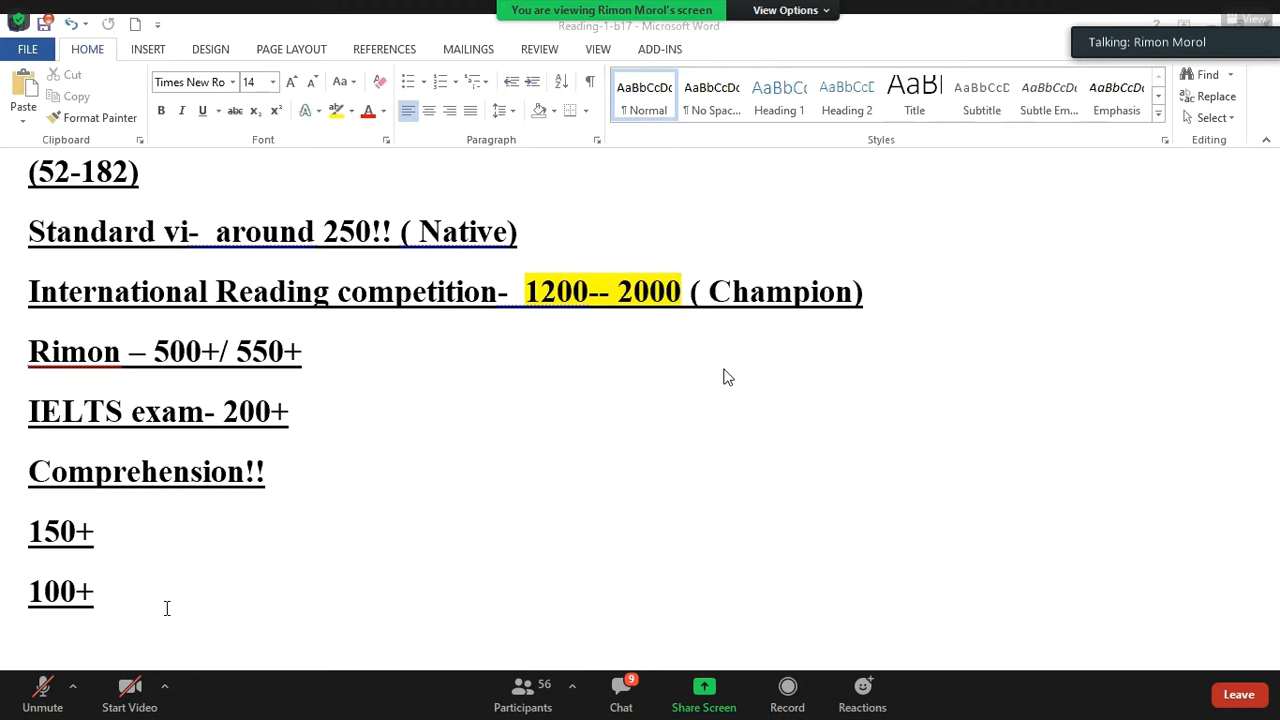 You are viewing Rimon Morol's screen
View Options
Reading-1-b17 - Microsoft Word
View
Talking: Rimon Morol
FILE HOME INSERT DESIGN PAGE LAYOUT REFERENCES MAILINGS REVIEW VIEW ADD-INS
Paste
Cut
Copy
Format Painter
Clipboard
Times New Ro 14
Font
Paragraph
AaBbCcDc AaBbCcDc AaBbCc AaBbCcD AaBl AaBbCcD AaBbCcDc AaBbCcDc
¶ Normal ¶ No Spac... Heading 1 Heading 2 Title Subtitle Subtle Em... Emphasis
Styles
Find
Replace
Select
Editing
(52-182)
Standard vi- around 250!! ( Native)
International Reading competition- 1200-- 2000 ( Champion)
Rimon – 500+/ 550+
IELTS exam- 200+
Comprehension!!
150+
100+
Unmute Start Video Participants 56 Chat 9 Share Screen Record Reactions Leave